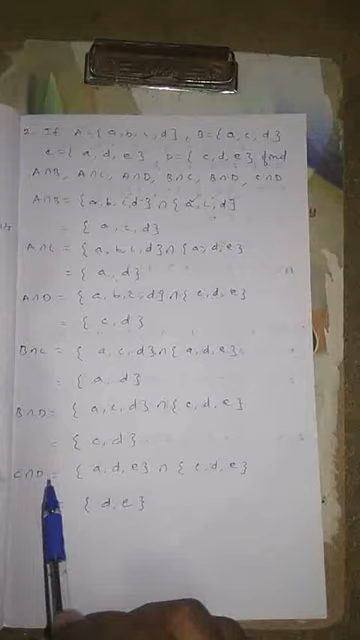 2. If A = {a, b, c, d}, B = {a, c, d}
C = {a, d, e}, D = {c, d, e} find
A∩B, A∩C, A∩D, B∩C, B∩D, C∩D
A∩B = {a, b, c, d} ∩ {a, c, d}
= {a, c, d}
A∩C = {a, b, c, d} ∩ {a, d, e}
= {a, d}
A∩D = {a, b, c, d} ∩ {c, d, e}
= {c, d}
B∩C = {a, c, d} ∩ {a, d, e}
= {a, d}
B∩D = {a, c, d} ∩ {c, d, e}
= {c, d}
C∩D = {a, d, e} ∩ {c, d, e}
{d, e}